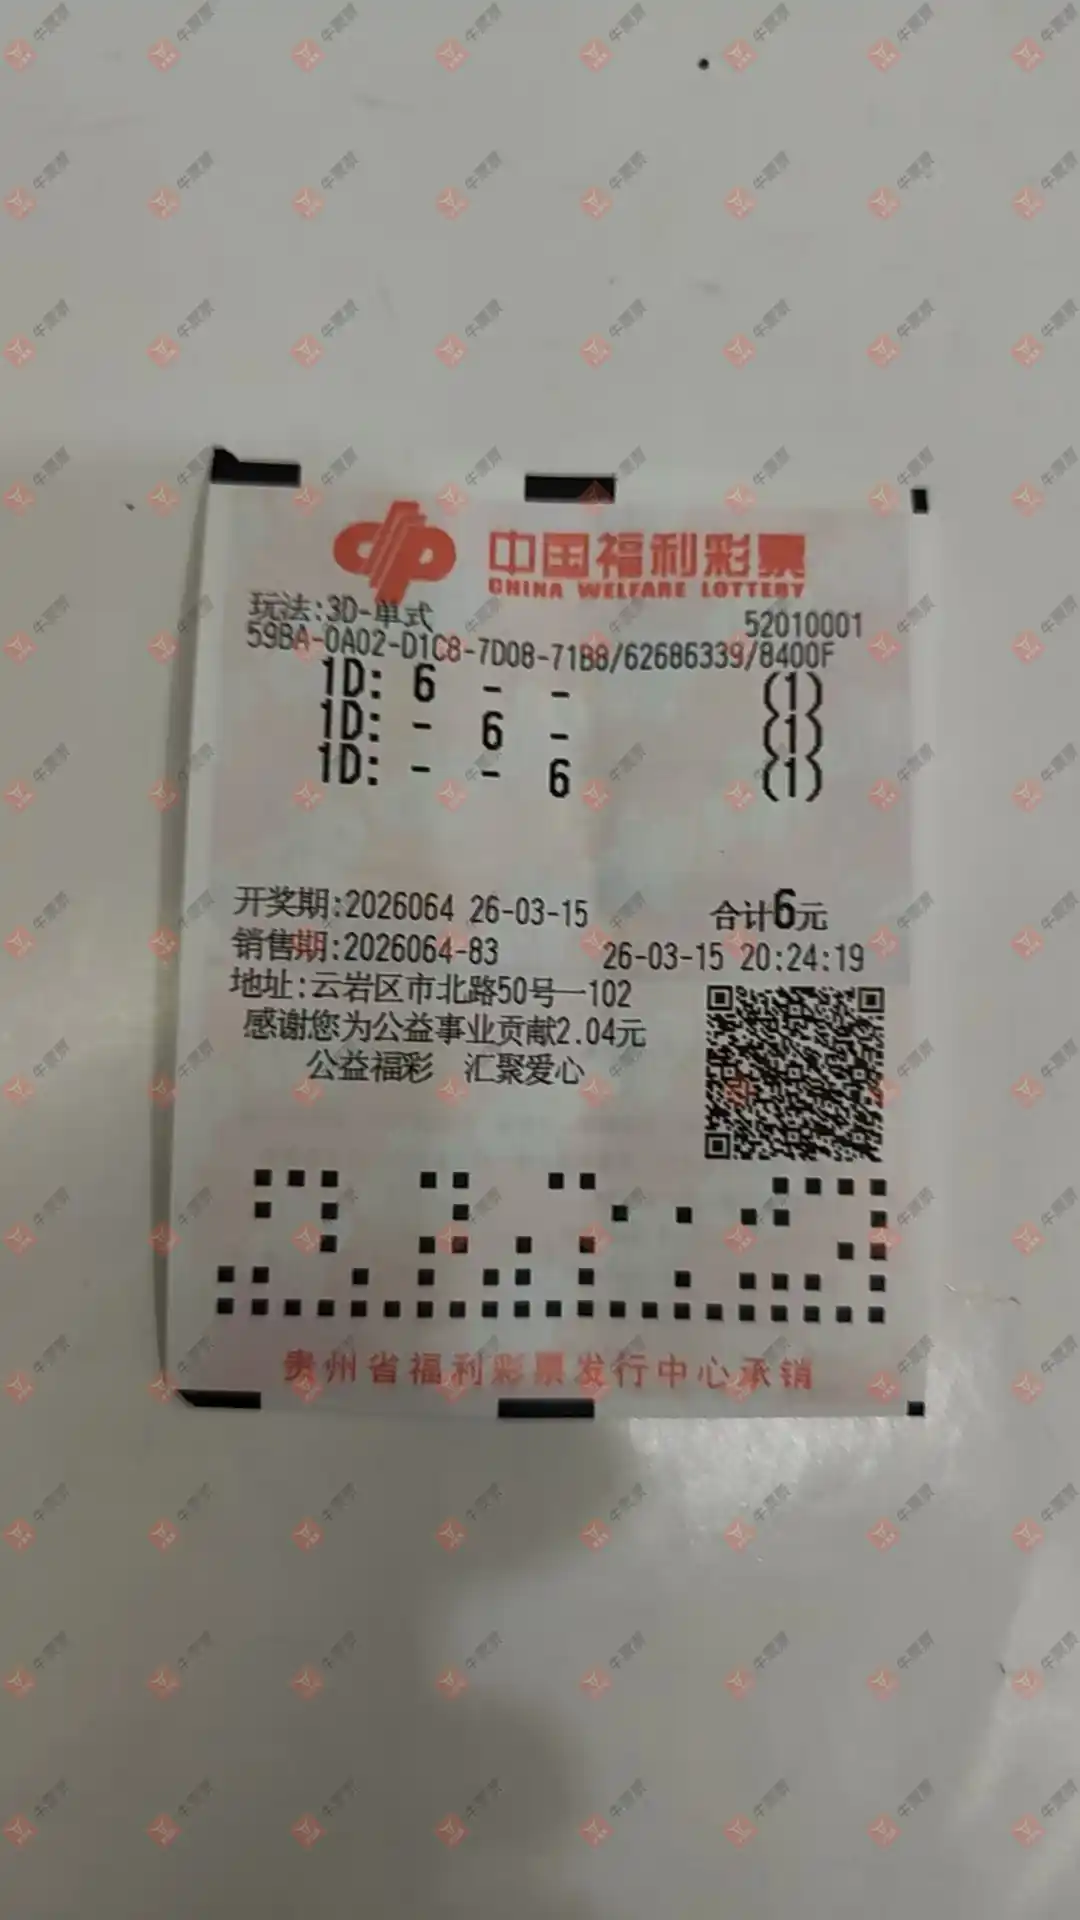 中国福利彩票
CHINA WELFARE LOTTERY
玩法:3D-单式 52010001
59BA-0A02-D1C8-7D08-71B8/62686339/8400F
1D: 6 - - (1)
1D: - 6 - (1)
1D: - - 6 (1)
开奖期:2026064 26-03-15 合计6元
销售期:2026064-83 26-03-15 20:24:19
地址:云岩区市北路50号一102
感谢您为公益事业贡献2.04元
公益福彩 汇聚爱心
贵州省福利彩票发行中心承销